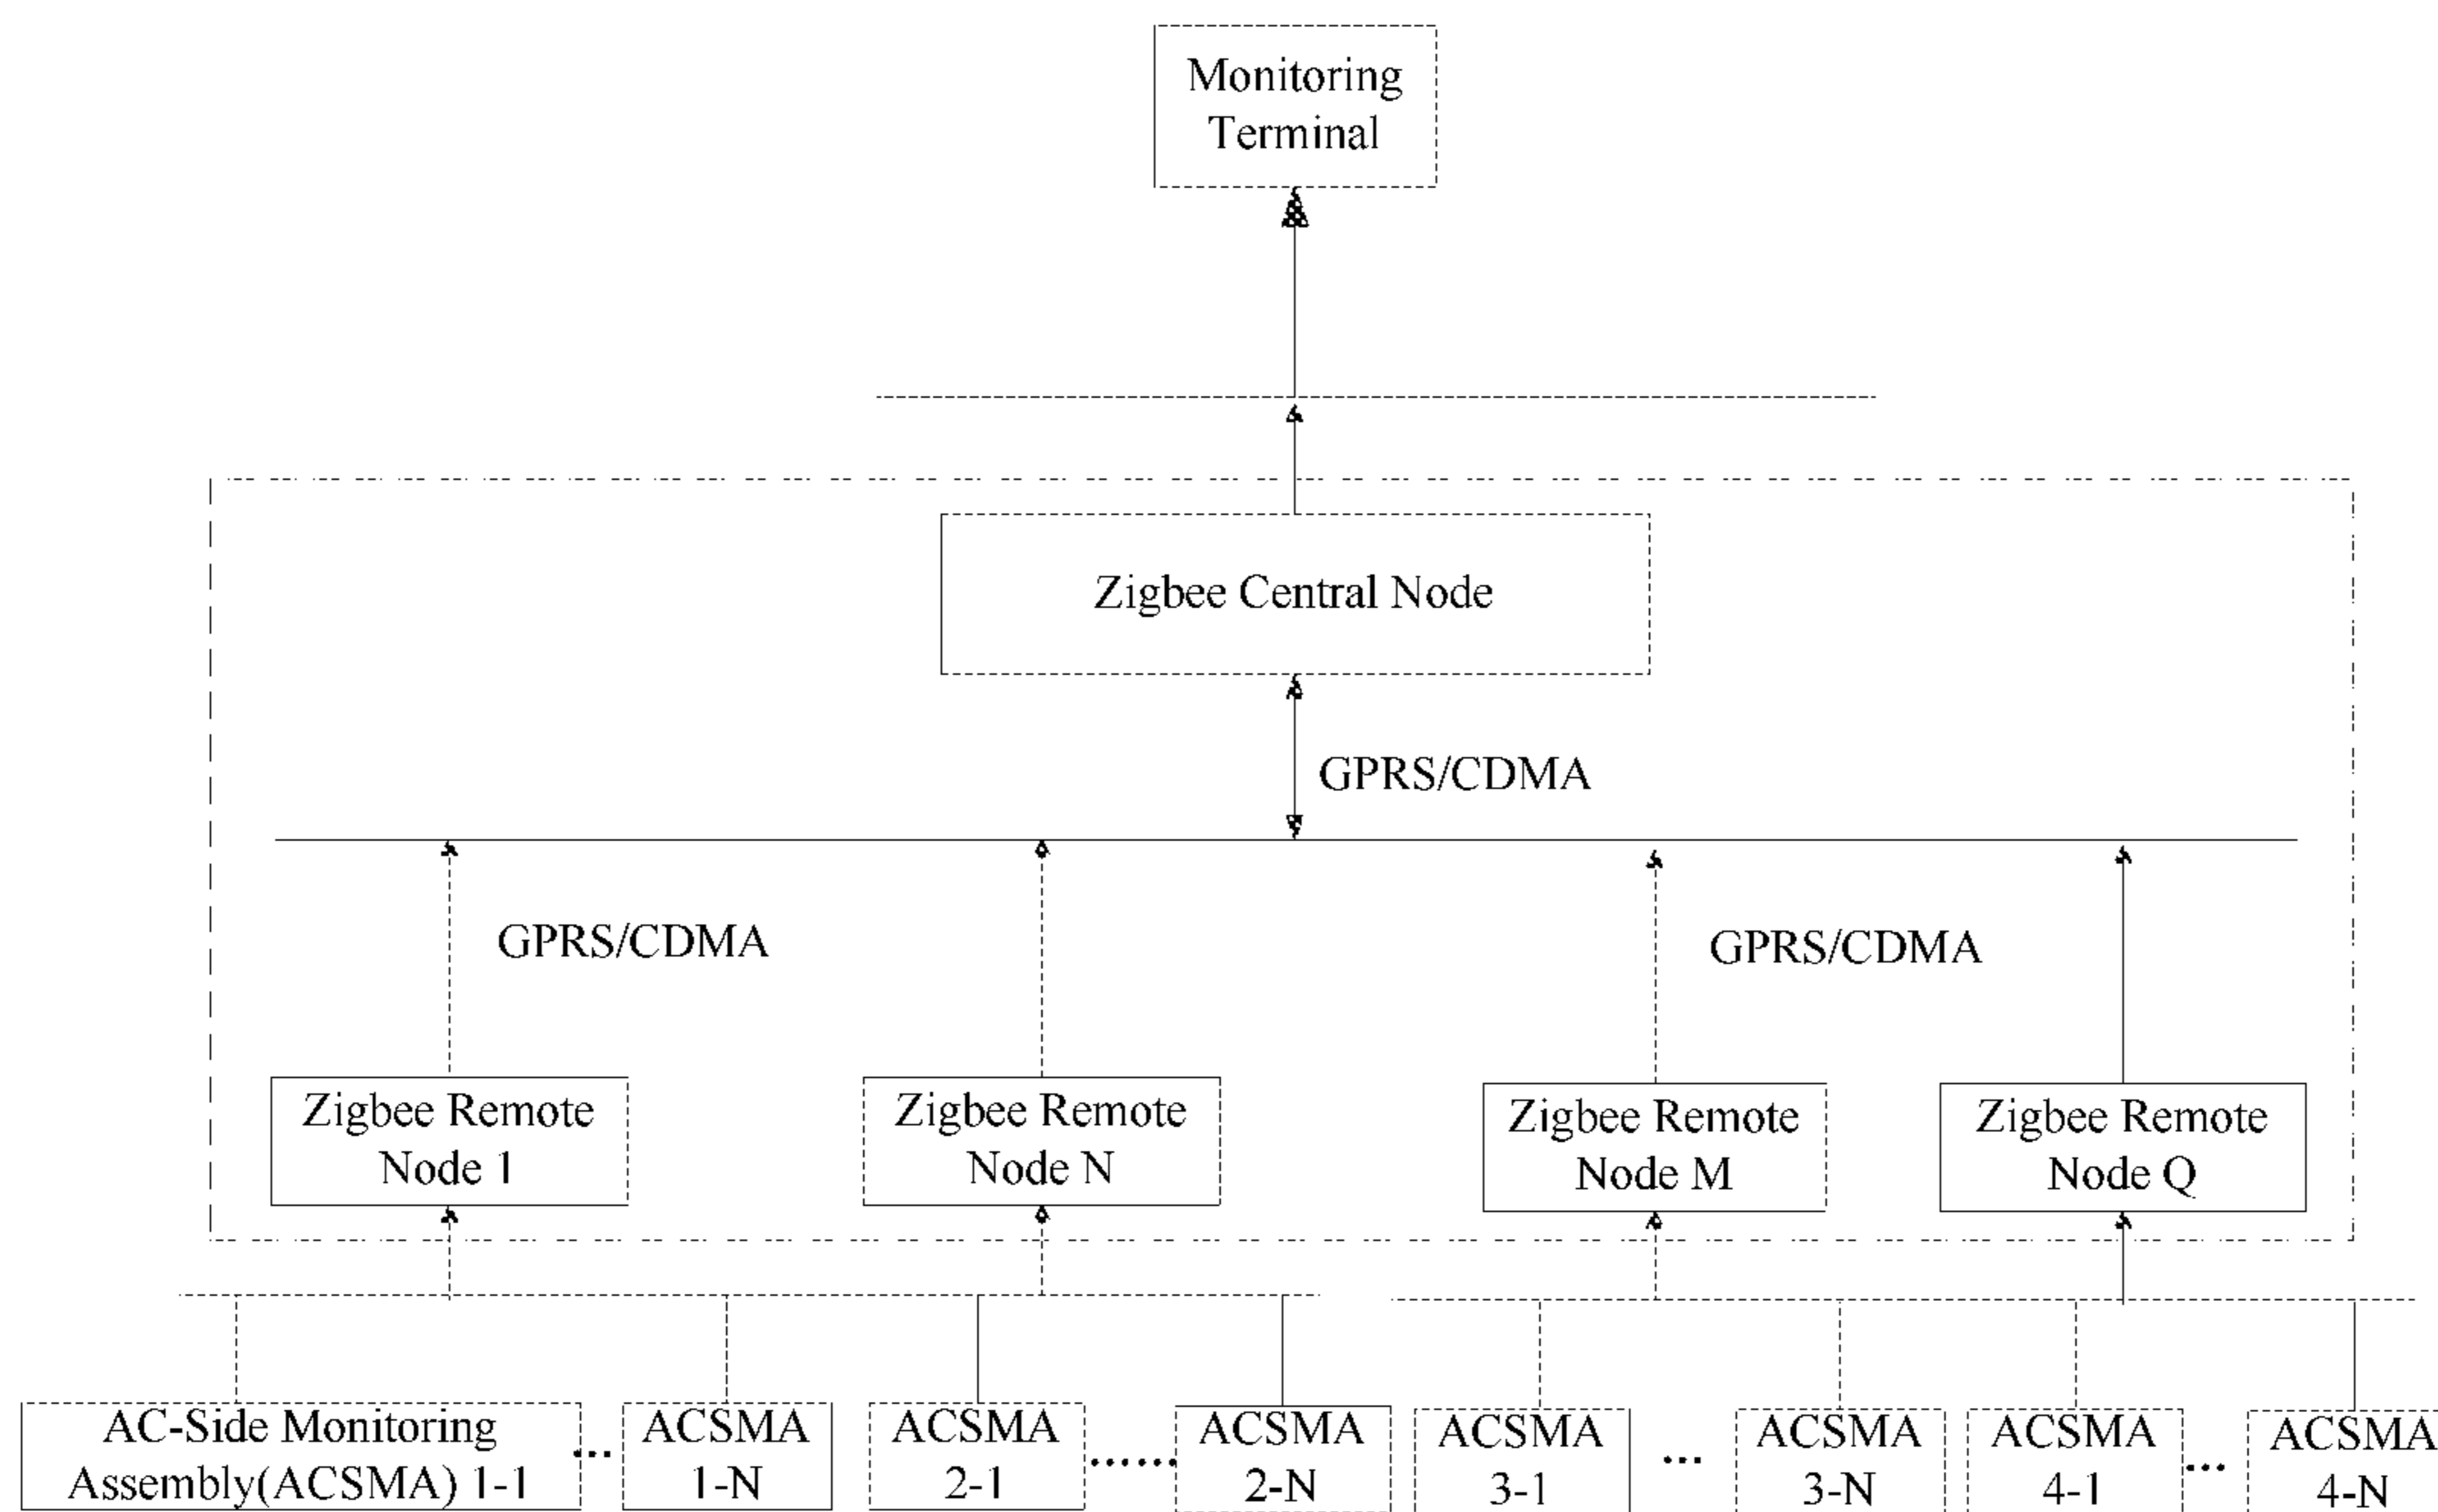 Monitoring
Terminal
Zigbee Central Node
GPRS/CDMA
GPRS/CDMA
GPRS/CDMA
Zigbee Remote
Node 1
Zigbee Remote
Node N
Zigbee Remote
Node M
Zigbee Remote
Node Q
AC-Side Monitoring
Assembly(ACSMA) 1-1
...
ACSMA
1-N
ACSMA
2-1
......
ACSMA
2-N
ACSMA
3-1
...
ACSMA
3-N
ACSMA
4-1
...
ACSMA
4-N